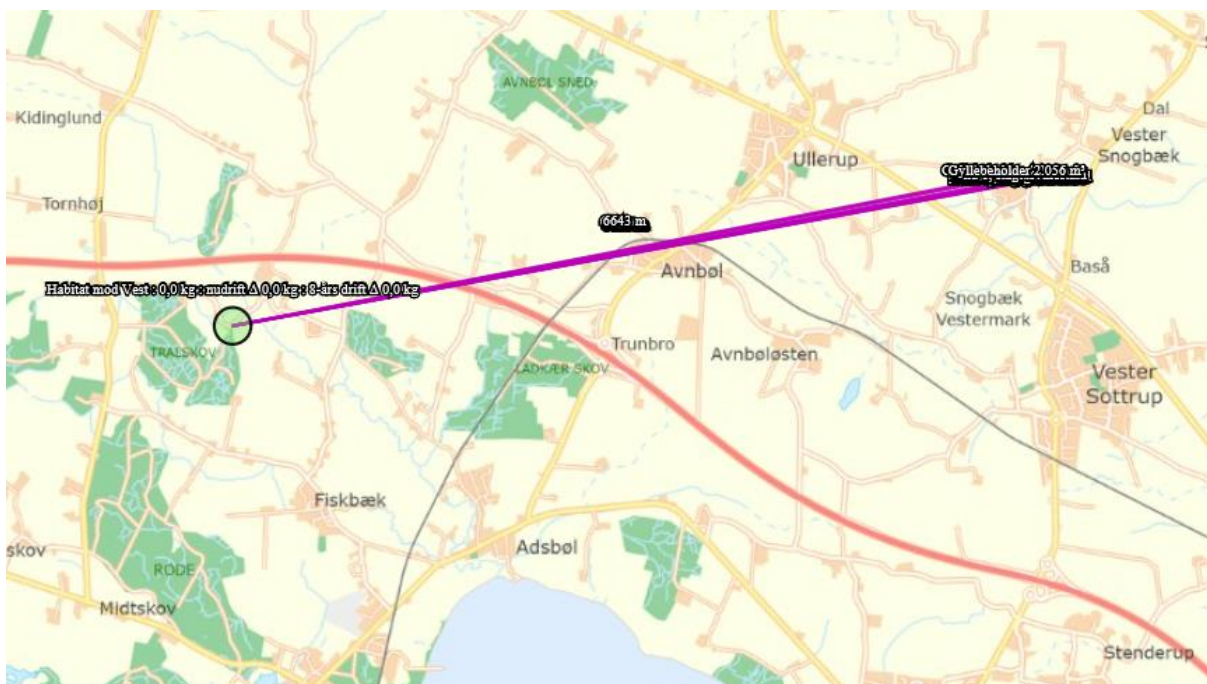 AVNBØL SNED
Kidinglund
Dal
Vester
Snogbæk
Ullerup
Gyllebeholder 2.056 m³
Tornhøj
6643 m
Avnbøl
Baså
Habitat mod Vest : 0,0 kg : nudrift Δ 0,0 kg : 8-års drift Δ 0,0 kg
Snogbæk
Vestermark
TRALSKOV
Trunbro
Avnbøløsten
LADKÆR SKOV
Vester
Sottrup
Fiskbæk
Adsbøl
skov
RODE
Midtskov
Stenderup